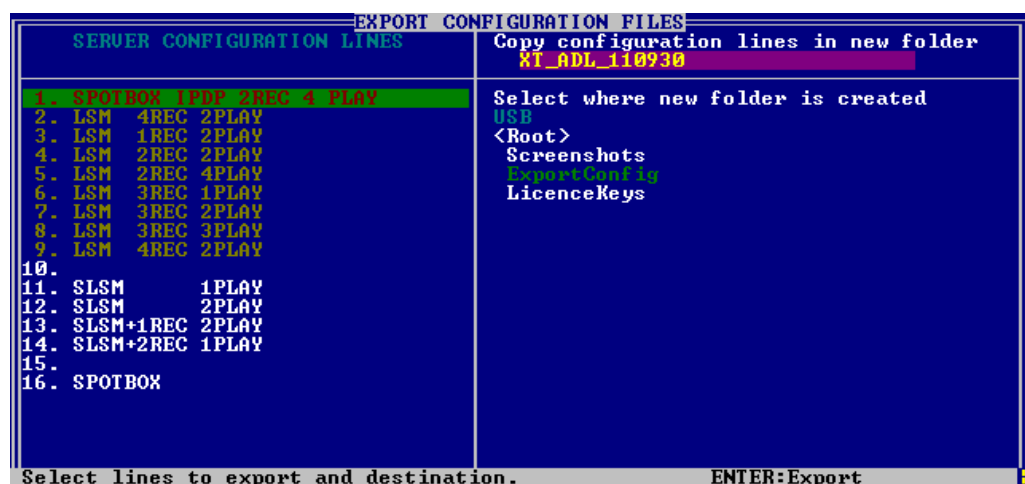 EXPORT CONFIGURATION FILES
SERVER CONFIGURATION LINES
Copy configuration lines in new folder
XT_ADL_110930
1. SPOTBOX IPDP 2REC 4 PLAY
2. LSM 4REC 2PLAY
3. LSM 1REC 2PLAY
4. LSM 2REC 2PLAY
5. LSM 2REC 4PLAY
6. LSM 3REC 1PLAY
7. LSM 3REC 2PLAY
8. LSM 3REC 3PLAY
9. LSM 4REC 2PLAY
10.
11. SLSM 1PLAY
12. SLSM 2PLAY
13. SLSM+1REC 2PLAY
14. SLSM+2REC 1PLAY
15.
16. SPOTBOX
Select where new folder is created
USB
<Root>
Screenshots
ExportConfig
LicenceKeys
Select lines to export and destination.
ENTER:Export